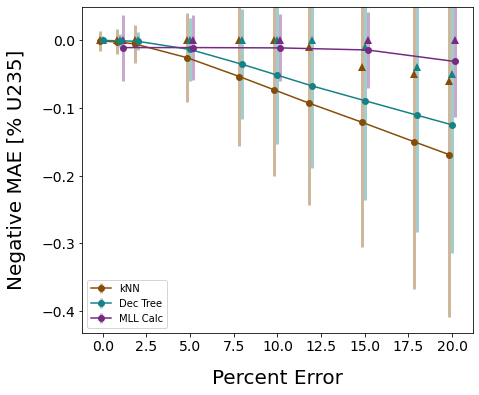 Negative MAE [% U235]
0.0
−0.1
−0.2
−0.3
−0.4
kNN
Dec Tree
MLL Calc
0.0 2.5 5.0 7.5 10.0 12.5 15.0 17.5 20.0
Percent Error